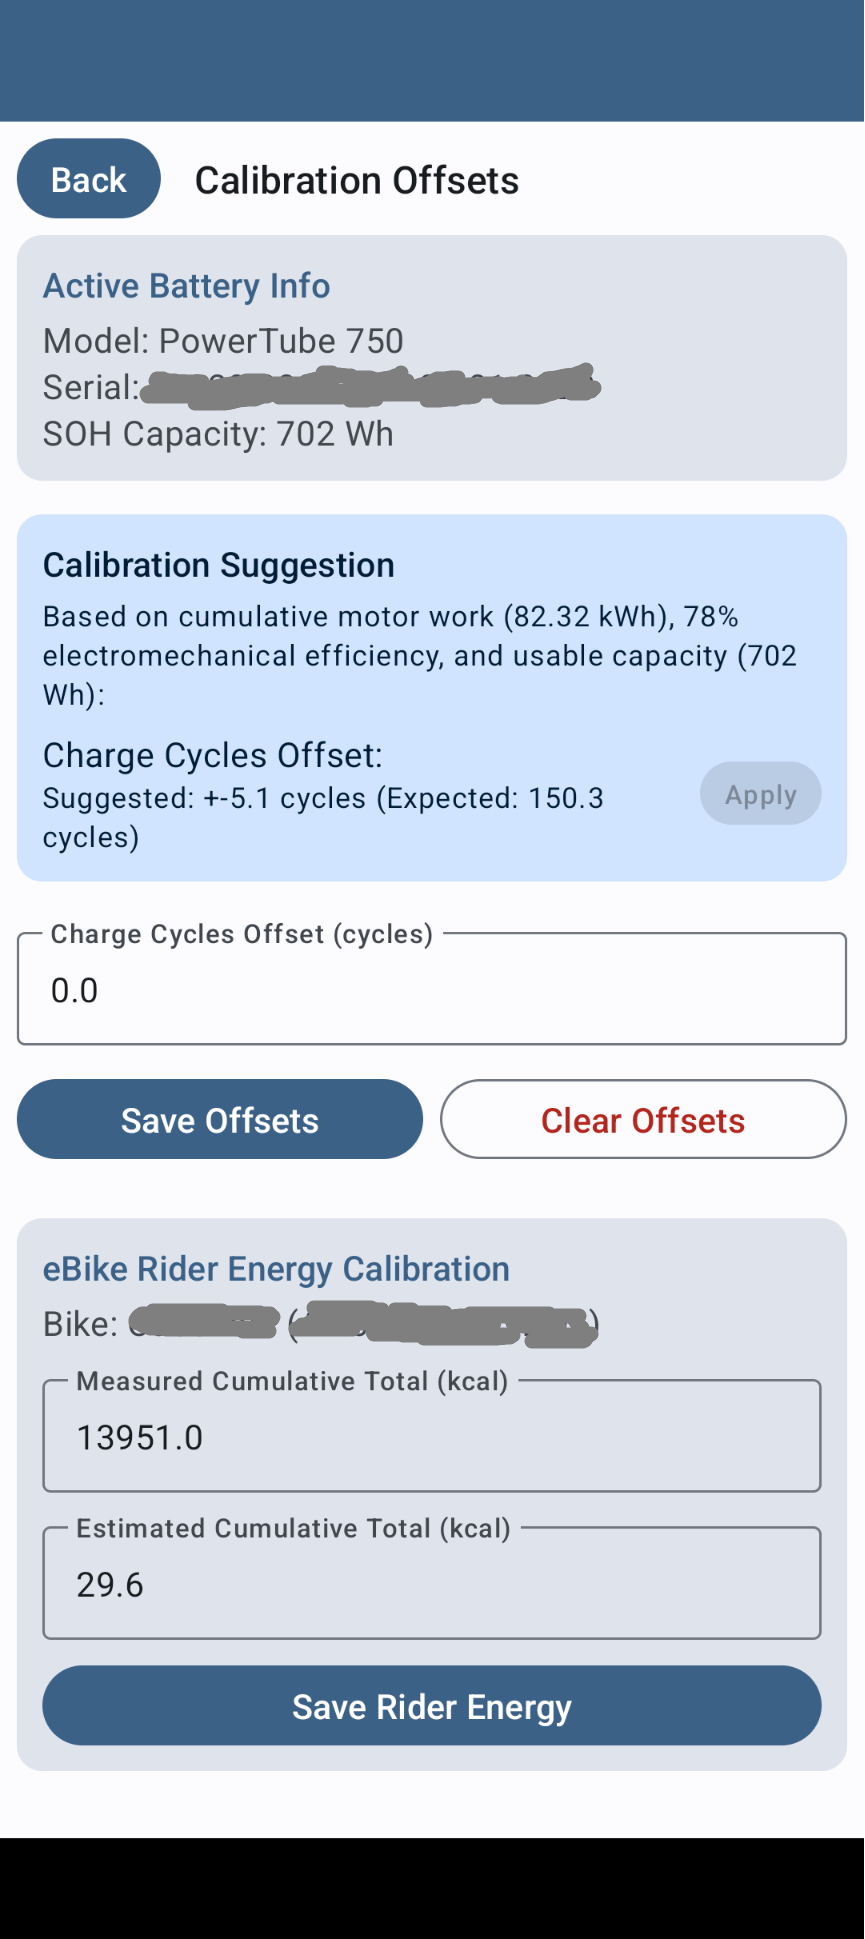 Back
Calibration Offsets
Active Battery Info
Model: PowerTube 750
Serial:
SOH Capacity: 702 Wh
Calibration Suggestion
Based on cumulative motor work (82.32 kWh), 78%
electromechanical efficiency, and usable capacity (702
Wh):
Charge Cycles Offset:
Suggested: +-5.1 cycles (Expected: 150.3
cycles)
Apply
Charge Cycles Offset (cycles)
0.0
Save Offsets
Clear Offsets
eBike Rider Energy Calibration
Bike: ( )
Measured Cumulative Total (kcal)
13951.0
Estimated Cumulative Total (kcal)
29.6
Save Rider Energy